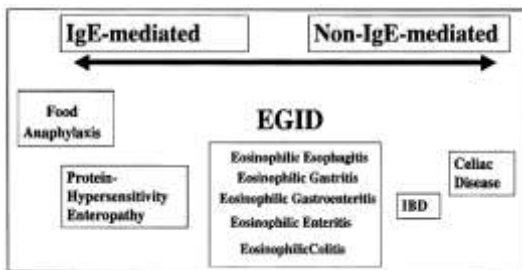 IgE-mediated
Non-IgE-mediated
Food
Anaphylaxis
EGID
Protein-
Hypersensitivity
Enteropathy
Eosinophilic Esophagitis
Eosinophilic Gastritis
Eosinophilic Gastroenteritis
Eosinophilic Enteritis
EosinophilicColitis
IBD
Celiac
Disease